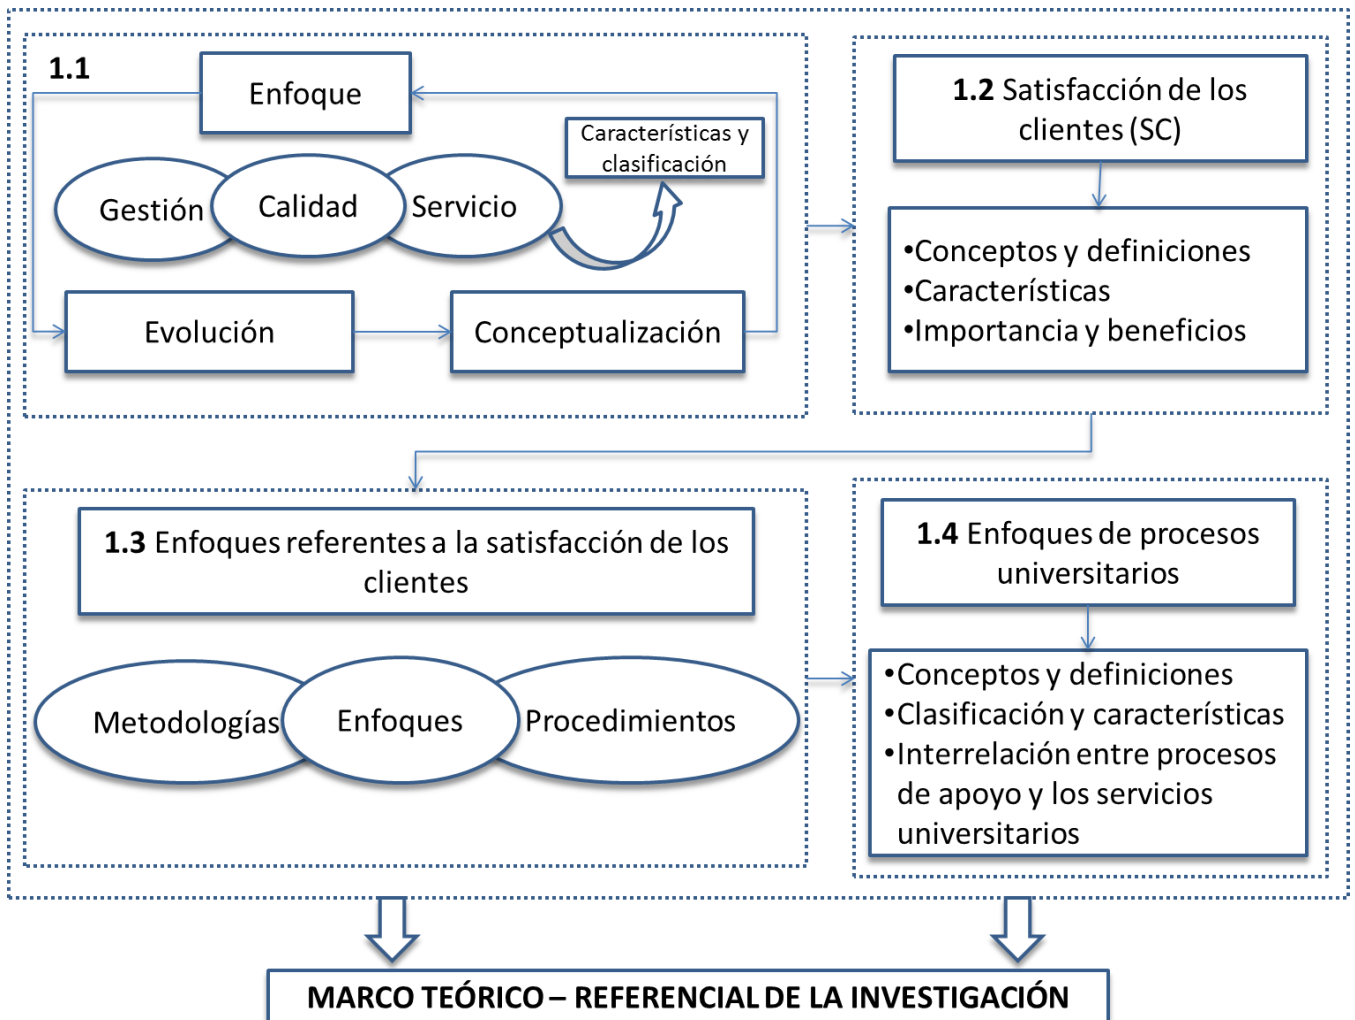 1.1
Enfoque
Características y
clasificación
Gestión
Calidad
Servicio
Evolución
Conceptualización
1.2 Satisfacción de los
clientes (SC)
•Conceptos y definiciones
•Características
•Importancia y beneficios
1.3 Enfoques referentes a la satisfacción de los
clientes
Metodologías
Enfoques
Procedimientos
1.4 Enfoques de procesos
universitarios
•Conceptos y definiciones
•Clasificación y características
•Interrelación entre procesos
de apoyo y los servicios
universitarios
MARCO TEÓRICO – REFERENCIAL DE LA INVESTIGACIÓN